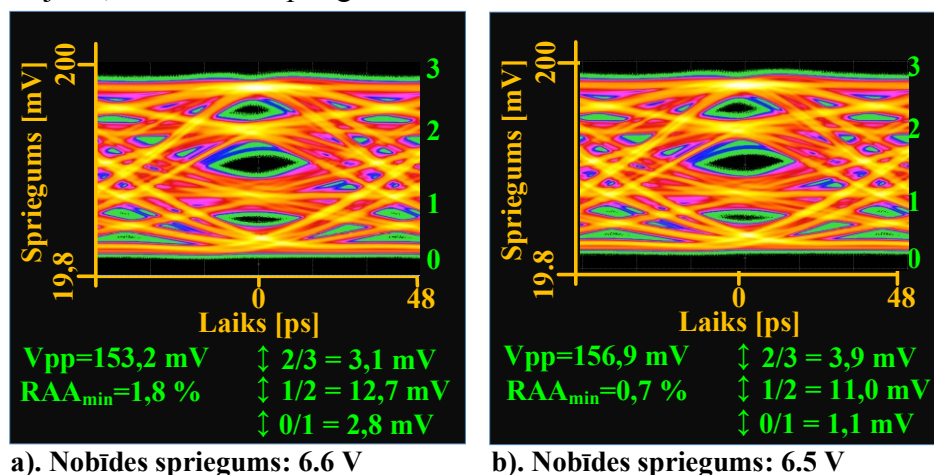 200
Spriegums [mV]
19,8
3
2
1
0
0
48
Laiks [ps]
Vpp=153,2 mV
RAAmin=1,8 %
↕ 2/3 = 3,1 mV
↕ 1/2 = 12,7 mV
↕ 0/1 = 2,8 mV
a). Nobīdes spriegums: 6.6 V
200
Spriegums [mV]
19.8
3
2
1
0
0
48
Laiks [ps]
Vpp=156,9 mV
RAAmin=0,7 %
↕ 2/3 = 3,9 mV
↕ 1/2 = 11,0 mV
↕ 0/1 = 1,1 mV
b). Nobīdes spriegums: 6.5 V